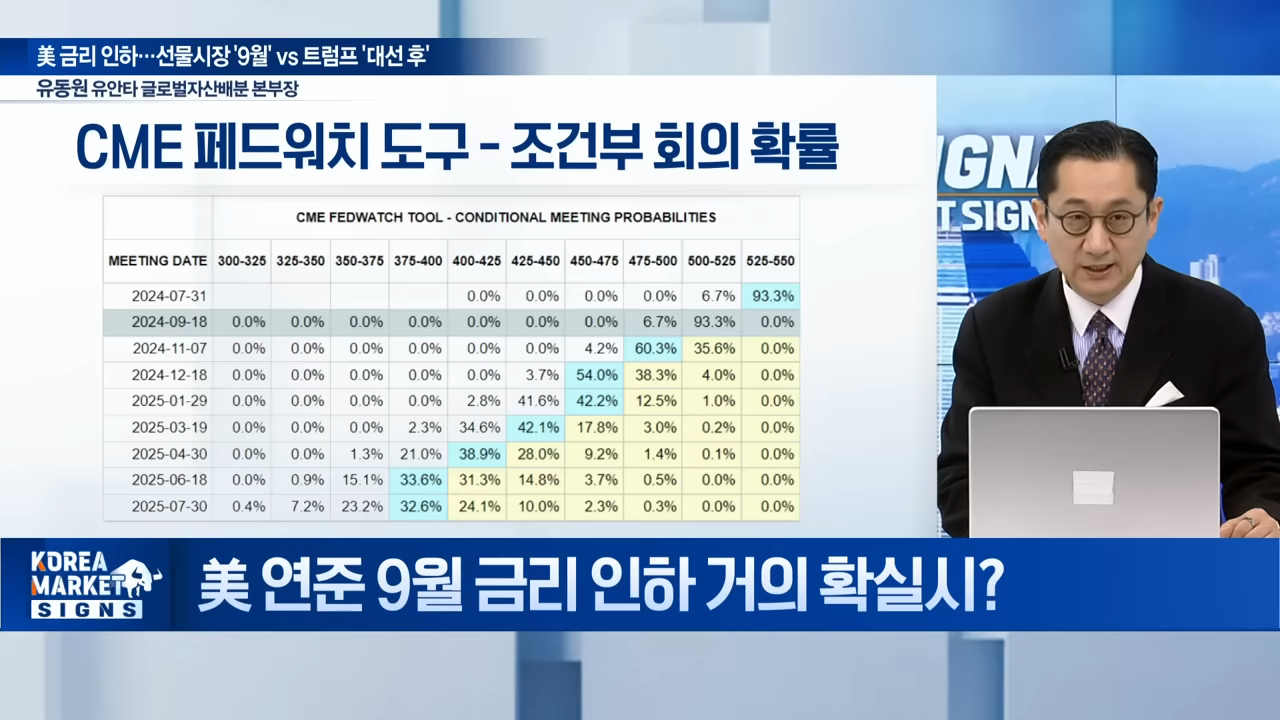 美 금리 인하…선물시장 '9월' vs 트럼프 '대선 후'
유동원 유안타 글로벌자산배분 본부장
CME 페드워치 도구 - 조건부 회의 확률
CME FEDWATCH TOOL - CONDITIONAL MEETING PROBABILITIES
MEETING DATE 300-325 325-350 350-375 375-400 400-425 425-450 450-475 475-500 500-525 525-550
2024-07-31 0.0% 0.0% 0.0% 0.0% 6.7% 93.3%
2024-09-18 0.0% 0.0% 0.0% 0.0% 0.0% 0.0% 0.0% 6.7% 93.3% 0.0%
2024-11-07 0.0% 0.0% 0.0% 0.0% 0.0% 0.0% 4.2% 60.3% 35.6% 0.0%
2024-12-18 0.0% 0.0% 0.0% 0.0% 0.0% 3.7% 54.0% 38.3% 4.0% 0.0%
2025-01-29 0.0% 0.0% 0.0% 0.0% 2.8% 41.6% 42.2% 12.5% 1.0% 0.0%
2025-03-19 0.0% 0.0% 0.0% 2.3% 34.6% 42.1% 17.8% 3.0% 0.2% 0.0%
2025-04-30 0.0% 0.0% 1.3% 21.0% 38.9% 28.0% 9.2% 1.4% 0.1% 0.0%
2025-06-18 0.0% 0.9% 15.1% 33.6% 31.3% 14.8% 3.7% 0.5% 0.0% 0.0%
2025-07-30 0.4% 7.2% 23.2% 32.6% 24.1% 10.0% 2.3% 0.3% 0.0% 0.0%
IGNA
T SIGN
KOREA
MARKET
SIGNS
美 연준 9월 금리 인하 거의 확실시?